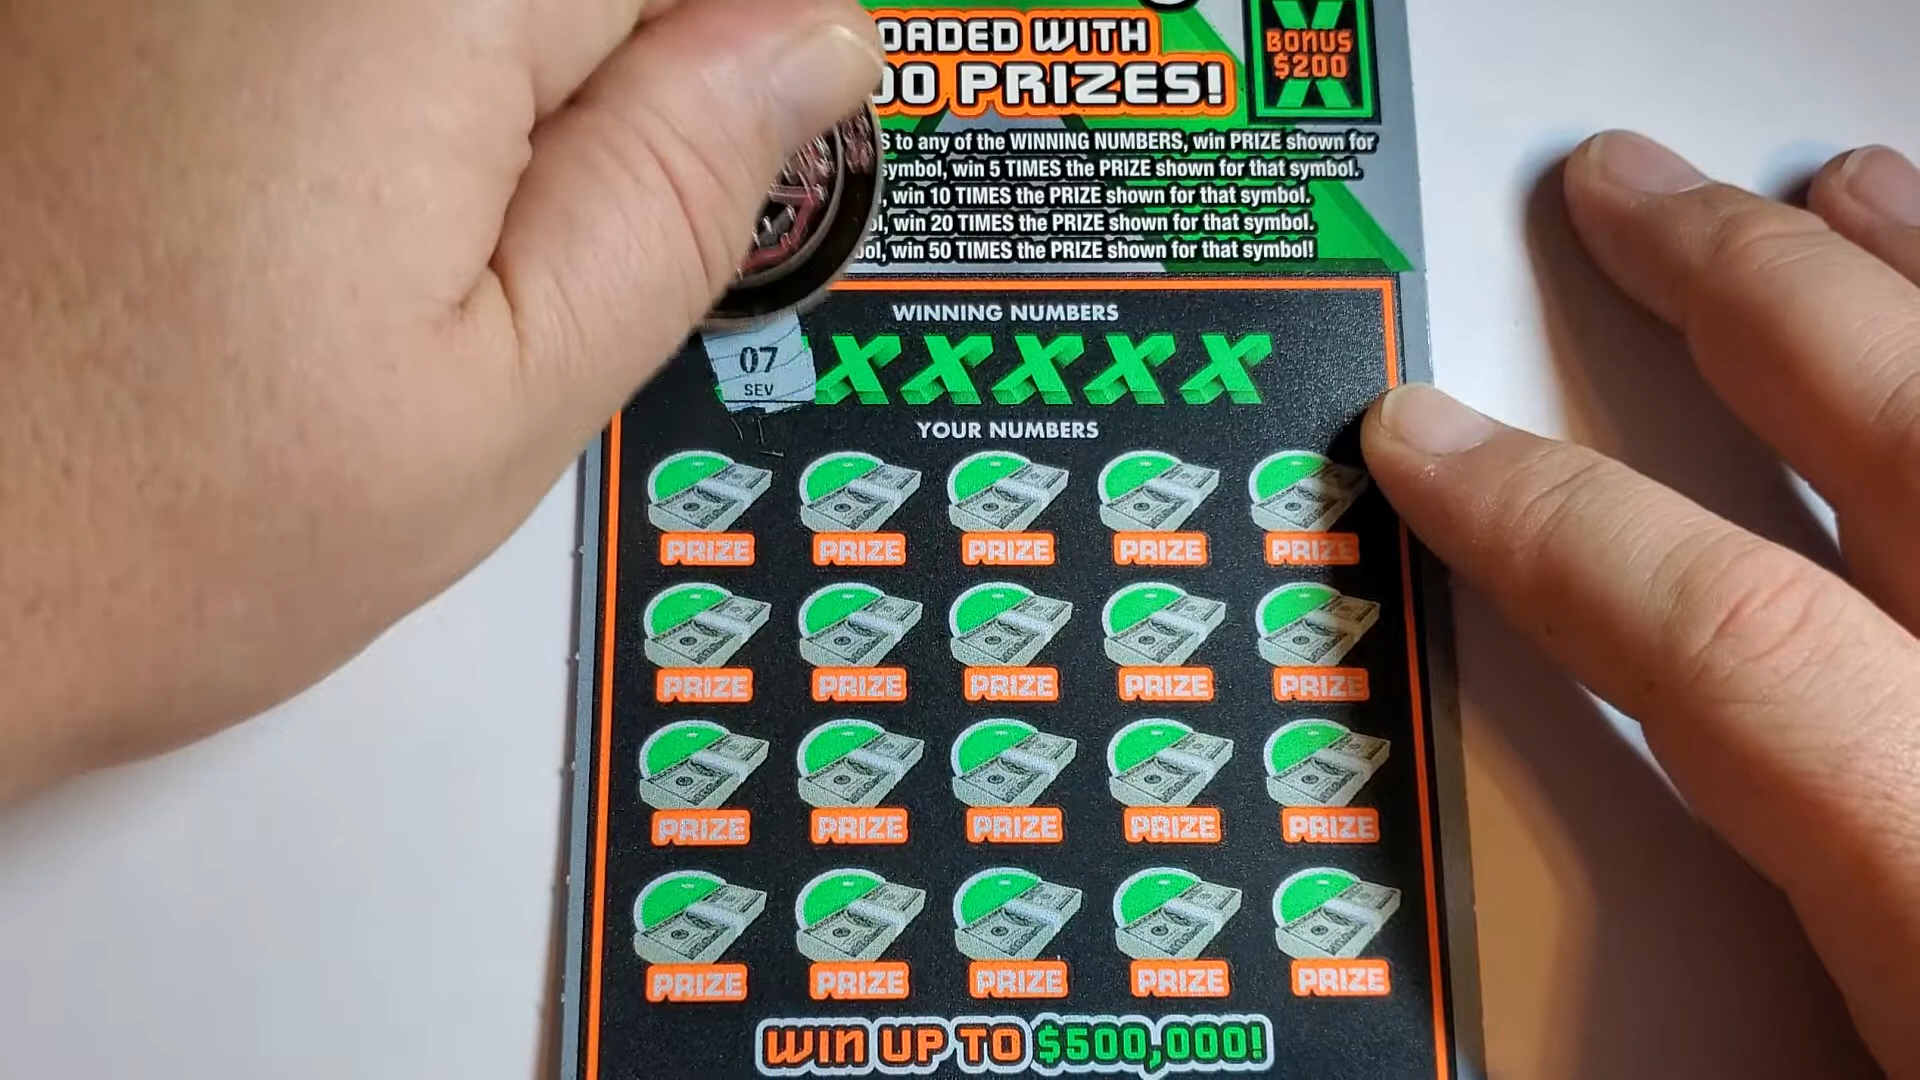 LOADED WITH
00 PRIZES!
BONUS
$200
S to any of the WINNING NUMBERS, win PRIZE shown for
symbol, win 5 TIMES the PRIZE shown for that symbol.
, win 10 TIMES the PRIZE shown for that symbol.
ol, win 20 TIMES the PRIZE shown for that symbol.
bol, win 50 TIMES the PRIZE shown for that symbol!
WINNING NUMBERS
07 X X X X X
SEV
YOUR NUMBERS
PRIZE PRIZE PRIZE PRIZE PRIZE
PRIZE PRIZE PRIZE PRIZE PRIZE
PRIZE PRIZE PRIZE PRIZE PRIZE
PRIZE PRIZE PRIZE PRIZE PRIZE
WIN UP TO $500,000!